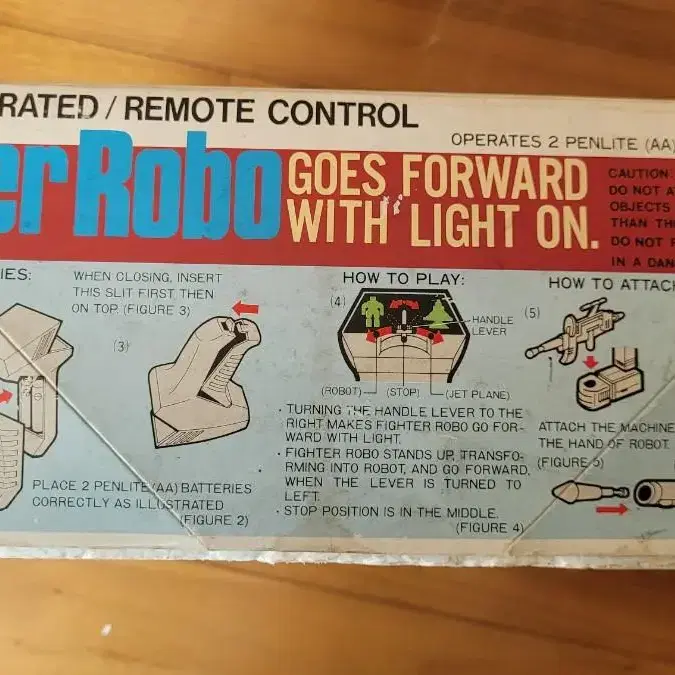 RATED / REMOTE CONTROL
OPERATES 2 PENLITE (AA)
er Robo
GOES FORWARD
WITH LIGHT ON.
CAUTION
DO NOT
OBJECTS
THAN
DO NOT
IN A
IES:
WHEN CLOSING, INSERT
THIS SLIT FIRST, THEN
ON TOP. (FIGURE 3)
(3)
PLACE 2 PENLITE (AA) BATTERIES
CORRECTLY AS ILLUSTRATED
(FIGURE 2)
HOW TO PLAY:
(4)
HANDLE
LEVER
(ROBOT) (STOP) (JET PLANE)
· TURNING THE HANDLE LEVER TO THE
RIGHT MAKES FIGHTER ROBO GO FOR-
WARD WITH LIGHT.
· FIGHTER ROBO STANDS UP, TRANSFO-
RMING INTO ROBOT, AND GO FORWARD,
WHEN THE LEVER IS TURNED TO
LEFT.
· STOP POSITION IS IN THE MIDDLE.
(FIGURE 4)
HOW TO ATTACH
(5)
ATTACH THE MACHINE
THE HAND OF ROBOT
(FIGURE 5)